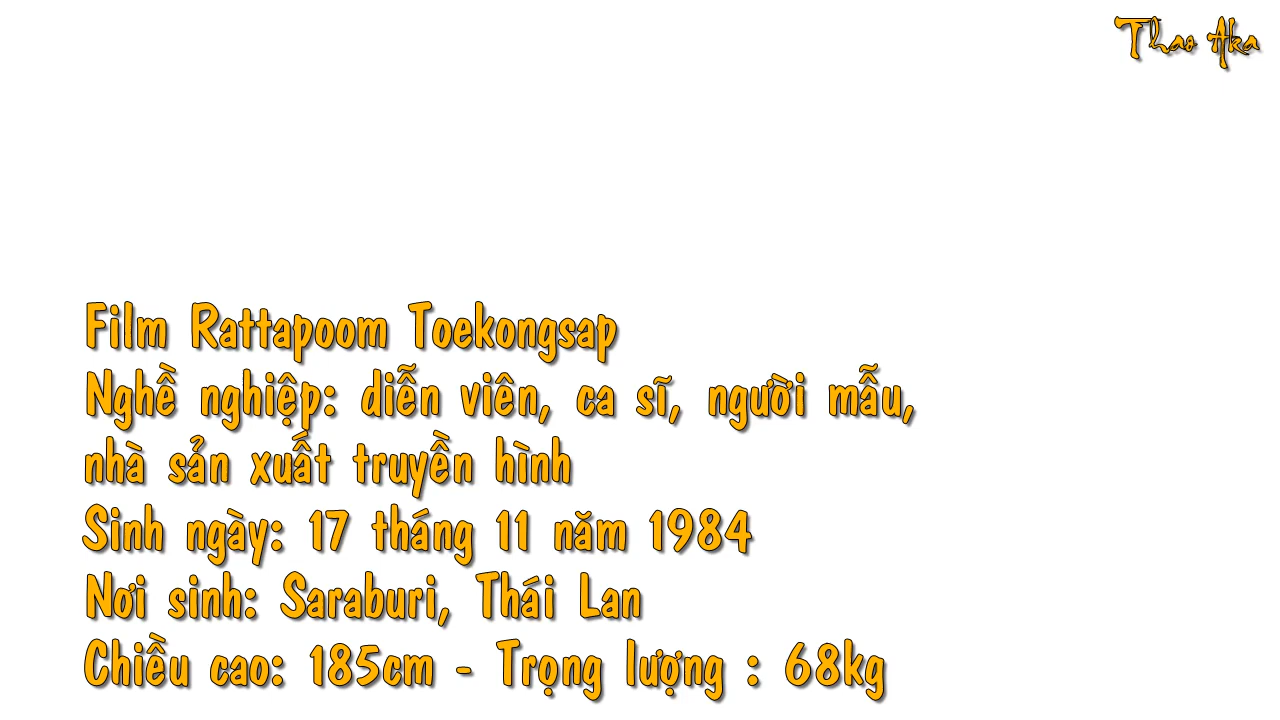 Thao Aka
Film Rattapoom Toekongsap
Nghề nghiệp: diễn viên, ca sĩ, người mẫu,
nhà sản xuất truyền hình
Sinh ngày: 17 tháng 11 năm 1984
Nơi sinh: Saraburi, Thái Lan
Chiều cao: 185cm - Trọng lượng : 68kg